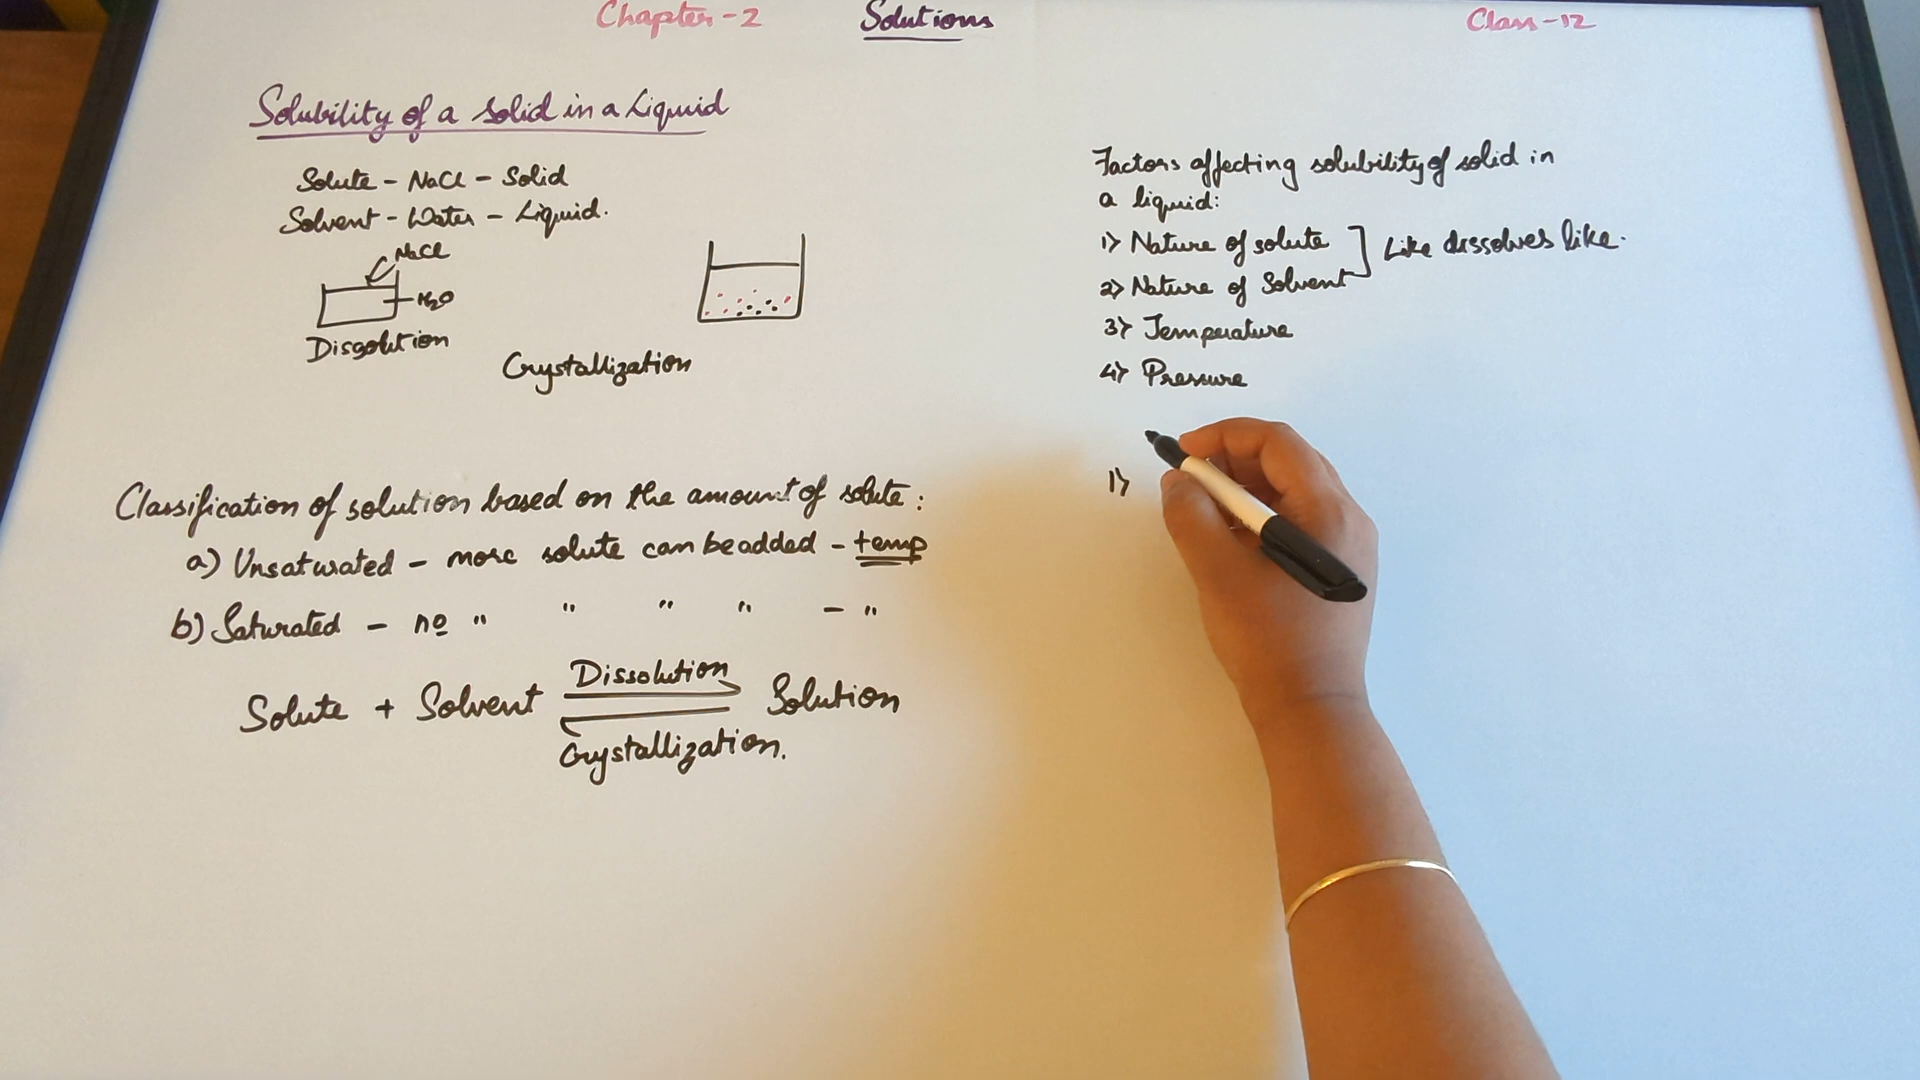 Chapter-2 Solutions Class-12
Solubility of a solid in a Liquid
Solute - NaCl - Solid
Solvent - Water - Liquid.
NaCl
H2O
Dissolution
Crystallization
Classification of solution based on the amount of solute :
a) Unsaturated - more solute can be added - temp
b) Saturated - no " " " " - "
Dissolution
Solute + Solvent ⇌ Solution
Crystallization.
Factors affecting solubility of solid in
a liquid:
1) Nature of solute ] Like dissolves like.
2) Nature of Solvent
3) Temperature
4) Pressure
1)